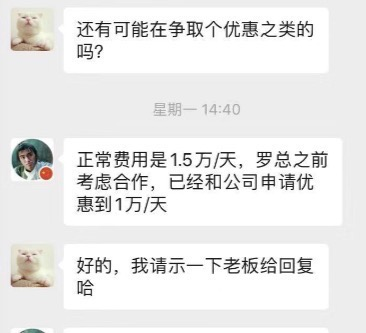 还有可能在争取个优惠之类的
吗？
星期一 14:40
正常费用是1.5万/天，罗总之前
考虑合作，已经和公司申请优
惠到1万/天
好的，我请示一下老板给回复
哈